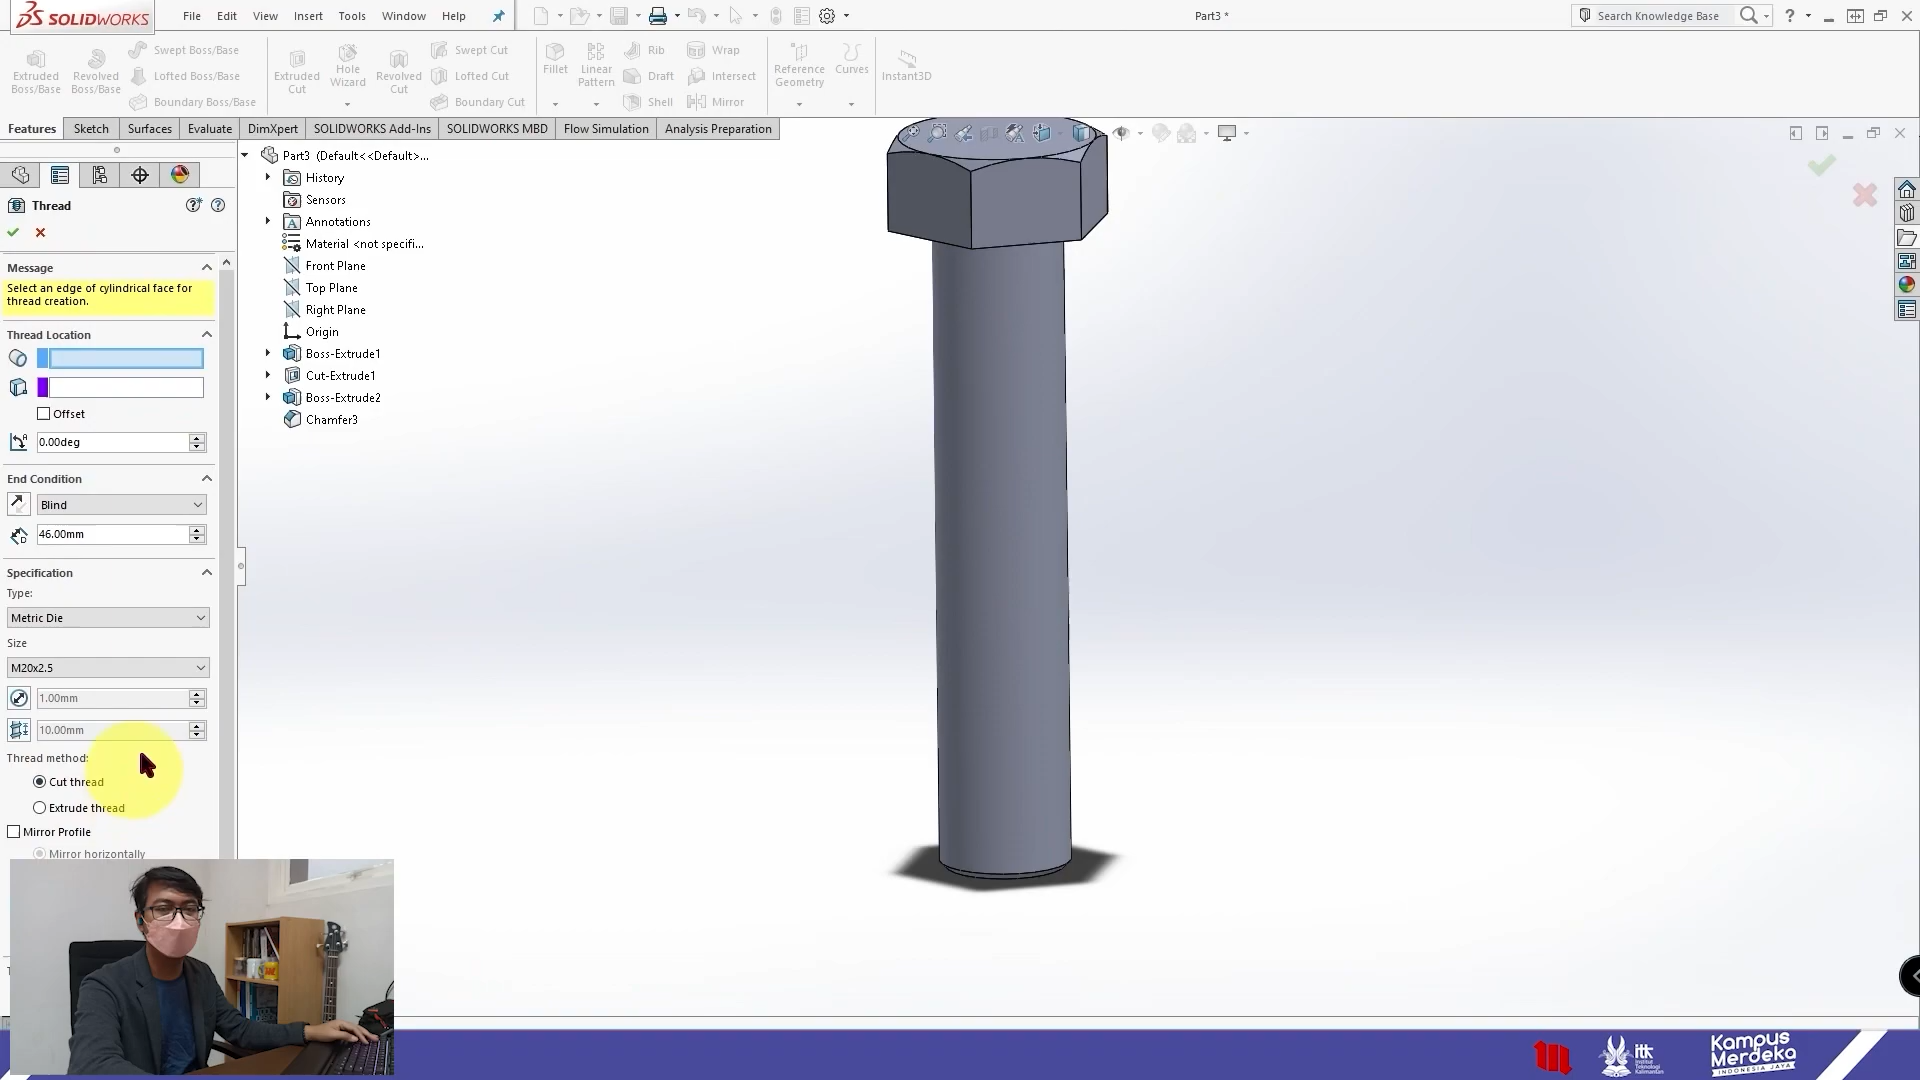 SOLIDWORKS
File Edit View Insert Tools Window Help
Part3 *
Search Knowledge Base
Extruded Boss/Base
Revolved Boss/Base
Swept Boss/Base
Lofted Boss/Base
Boundary Boss/Base
Extruded Cut
Hole Wizard
Revolved Cut
Swept Cut
Lofted Cut
Boundary Cut
Fillet
Linear Pattern
Rib
Draft
Shell
Wrap
Intersect
Mirror
Reference Geometry
Curves
Instant3D
Features Sketch Surfaces Evaluate DimXpert SOLIDWORKS Add-Ins SOLIDWORKS MBD Flow Simulation Analysis Preparation
Part3 (Default<<Default>...
History
Sensors
Annotations
Material <not specifi...
Front Plane
Top Plane
Right Plane
Origin
Boss-Extrude1
Cut-Extrude1
Boss-Extrude2
Chamfer3
Thread
Message
Select an edge of cylindrical face for
thread creation.
Thread Location
Offset
0.00deg
End Condition
Blind
46.00mm
Specification
Type:
Metric Die
Size
M20x2.5
1.00mm
10.00mm
Thread method:
Cut thread
Extrude thread
Mirror Profile
Mirror horizontally
itk
Institut
Teknologi
Kalimantan
Kampus
Merdeka
INDONESIA JAYA